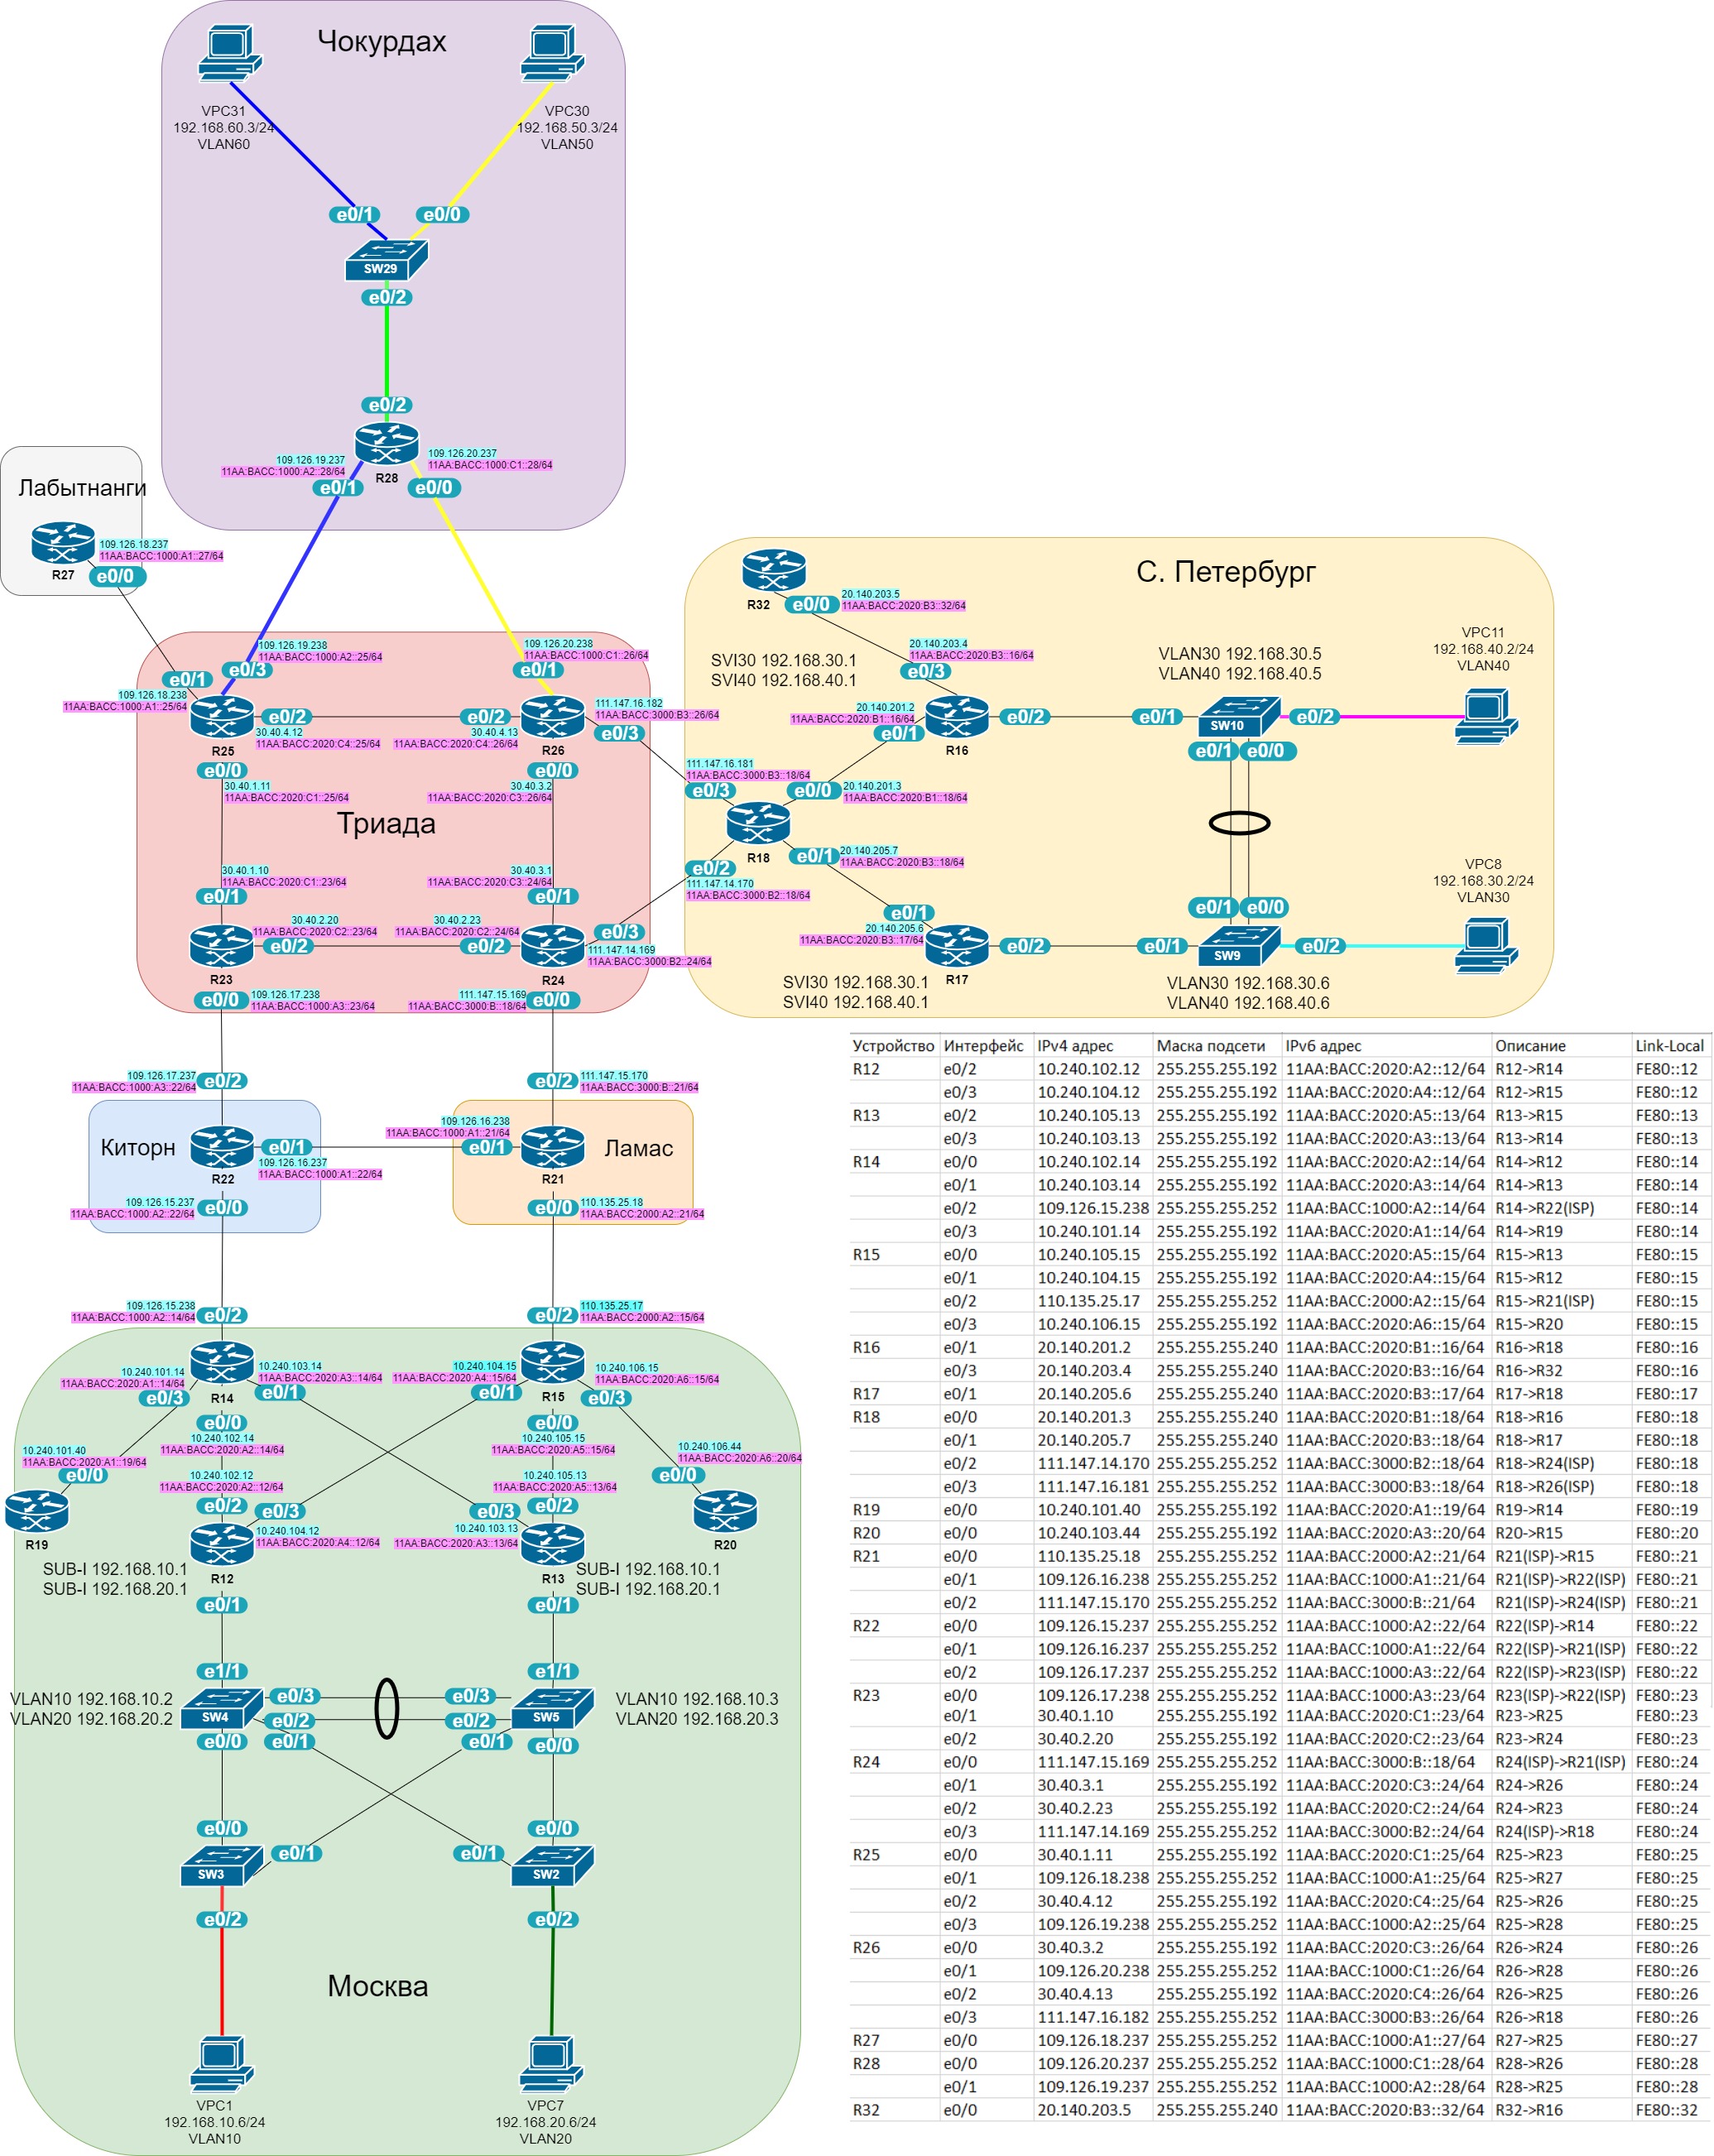 Чокурдах
VPC31
192.168.60.3/24
VLAN60
VPC30
192.168.50.3/24
VLAN50
e0/1
e0/0
SW29
e0/2
e0/2
109.126.19.237
11AA:BACC:1000:A2::28/64
109.126.20.237
11AA:BACC:1000:C1::28/64
R28
e0/1
e0/0
Лабытнанги
109.126.18.237
11AA:BACC:1000:A1::27/64
R27
e0/0
109.126.19.238
11AA:BACC:1000:A2::25/64
109.126.20.238
11AA:BACC:1000:C1::26/64
e0/1
e0/3
e0/1
109.126.18.238
11AA:BACC:1000:A1::25/64
e0/2
e0/2
111.147.16.182
11AA:BACC:3000:B3::26/64
30.40.4.12
11AA:BACC:2020:C4::25/64
30.40.4.13
11AA:BACC:2020:C4::26/64
R25
R26
e0/3
e0/0
e0/0
30.40.1.11
11AA:BACC:2020:C1::25/64
30.40.3.2
11AA:BACC:2020:C3::26/64
Триада
30.40.1.10
11AA:BACC:2020:C1::23/64
30.40.3.1
11AA:BACC:2020:C3::24/64
e0/1
e0/1
30.40.2.20
11AA:BACC:2020:C2::23/64
30.40.2.23
11AA:BACC:2020:C2::24/64
e0/2
e0/2
e0/3
111.147.14.169
11AA:BACC:3000:B2::24/64
R23
R24
e0/0
109.126.17.238
11AA:BACC:1000:A3::23/64
111.147.15.169
11AA:BACC:3000:B::18/64
e0/0
С. Петербург
R32
e0/0
20.140.203.5
11AA:BACC:2020:B3::32/64
20.140.203.4
11AA:BACC:2020:B3::16/64
e0/3
SVI30 192.168.30.1
SVI40 192.168.40.1
VLAN30 192.168.30.5
VLAN40 192.168.40.5
VPC11
192.168.40.2/24
VLAN40
20.140.201.2
11AA:BACC:2020:B1::16/64
e0/1
R16
e0/2
e0/1
SW10
e0/2
e0/1
e0/0
111.147.16.181
11AA:BACC:3000:B3::18/64
e0/3
e0/0
20.140.201.3
11AA:BACC:2020:B1::18/64
R18
e0/1
20.140.205.7
11AA:BACC:2020:B3::18/64
e0/2
111.147.14.170
11AA:BACC:3000:B2::18/64
e0/1
20.140.205.6
11AA:BACC:2020:B3::17/64
R17
e0/2
e0/1
e0/1
e0/0
SW9
e0/2
VPC8
192.168.30.2/24
VLAN30
SVI30 192.168.30.1
SVI40 192.168.40.1
VLAN30 192.168.30.6
VLAN40 192.168.40.6
109.126.17.237
11AA:BACC:1000:A3::22/64
e0/2
e0/2
111.147.15.170
11AA:BACC:3000:B::21/64
Киторн
R22
e0/1
109.126.16.237
11AA:BACC:1000:A1::22/64
109.126.16.238
11AA:BACC:1000:A1::21/64
e0/1
R21
Ламас
109.126.15.237
11AA:BACC:1000:A2::22/64
e0/0
e0/0
110.135.25.18
11AA:BACC:2000:A2::21/64
109.126.15.238
11AA:BACC:1000:A2::14/64
e0/2
e0/2
110.135.25.17
11AA:BACC:2000:A2::15/64
10.240.101.14
11AA:BACC:2020:A1::14/64
e0/3
R14
10.240.103.14
11AA:BACC:2020:A3::14/64
e0/1
10.240.104.15
11AA:BACC:2020:A4::15/64
e0/1
R15
10.240.106.15
11AA:BACC:2020:A6::15/64
e0/3
e0/0
10.240.102.14
11AA:BACC:2020:A2::14/64
e0/0
10.240.105.15
11AA:BACC:2020:A5::15/64
10.240.101.40
11AA:BACC:2020:A1::19/64
e0/0
R19
10.240.102.12
11AA:BACC:2020:A2::12/64
e0/2
e0/3
10.240.105.13
11AA:BACC:2020:A5::13/64
e0/3
e0/2
10.240.106.44
11AA:BACC:2020:A6::20/64
e0/0
R20
10.240.104.12
11AA:BACC:2020:A4::12/64
10.240.103.13
11AA:BACC:2020:A3::13/64
R12
R13
SUB-I 192.168.10.1
SUB-I 192.168.20.1
SUB-I 192.168.10.1
SUB-I 192.168.20.1
e0/1
e0/1
e1/1
e1/1
VLAN10 192.168.10.2
VLAN20 192.168.20.2
SW4
e0/3
e0/3
e0/2
e0/2
SW5
VLAN10 192.168.10.3
VLAN20 192.168.20.3
e0/0
e0/1
e0/1
e0/0
e0/0
e0/0
SW3
e0/1
e0/1
SW2
e0/2
e0/2
Москва
VPC1
192.168.10.6/24
VLAN10
VPC7
192.168.20.6/24
VLAN20
Устройство Интерфейс IPv4 адрес Маска подсети IPv6 адрес Описание Link-Local
R12 e0/2 10.240.102.12 255.255.255.192 11AA:BACC:2020:A2::12/64 R12->R14 FE80::12
e0/3 10.240.104.12 255.255.255.192 11AA:BACC:2020:A4::12/64 R12->R15 FE80::12
R13 e0/2 10.240.105.13 255.255.255.192 11AA:BACC:2020:A5::13/64 R13->R15 FE80::13
e0/3 10.240.103.13 255.255.255.192 11AA:BACC:2020:A3::13/64 R13->R14 FE80::13
R14 e0/0 10.240.102.14 255.255.255.192 11AA:BACC:2020:A2::14/64 R14->R12 FE80::14
e0/1 10.240.103.14 255.255.255.192 11AA:BACC:2020:A3::14/64 R14->R13 FE80::14
e0/2 109.126.15.238 255.255.255.252 11AA:BACC:1000:A2::14/64 R14->R22(ISP) FE80::14
e0/3 10.240.101.14 255.255.255.192 11AA:BACC:2020:A1::14/64 R14->R19 FE80::14
R15 e0/0 10.240.105.15 255.255.255.192 11AA:BACC:2020:A5::15/64 R15->R13 FE80::15
e0/1 10.240.104.15 255.255.255.192 11AA:BACC:2020:A4::15/64 R15->R12 FE80::15
e0/2 110.135.25.17 255.255.255.252 11AA:BACC:2000:A2::15/64 R15->R21(ISP) FE80::15
e0/3 10.240.106.15 255.255.255.192 11AA:BACC:2020:A6::15/64 R15->R20 FE80::15
R16 e0/1 20.140.201.2 255.255.255.240 11AA:BACC:2020:B1::16/64 R16->R18 FE80::16
e0/3 20.140.203.4 255.255.255.240 11AA:BACC:2020:B3::16/64 R16->R32 FE80::16
R17 e0/1 20.140.205.6 255.255.255.240 11AA:BACC:2020:B3::17/64 R17->R18 FE80::17
R18 e0/0 20.140.201.3 255.255.255.240 11AA:BACC:2020:B1::18/64 R18->R16 FE80::18
e0/1 20.140.205.7 255.255.255.240 11AA:BACC:2020:B3::18/64 R18->R17 FE80::18
e0/2 111.147.14.170 255.255.255.252 11AA:BACC:3000:B2::18/64 R18->R24(ISP) FE80::18
e0/3 111.147.16.181 255.255.255.252 11AA:BACC:3000:B3::18/64 R18->R26(ISP) FE80::18
R19 e0/0 10.240.101.40 255.255.255.192 11AA:BACC:2020:A1::19/64 R19->R14 FE80::19
R20 e0/0 10.240.103.44 255.255.255.192 11AA:BACC:2020:A3::20/64 R20->R15 FE80::20
R21 e0/0 110.135.25.18 255.255.255.252 11AA:BACC:2000:A2::21/64 R21(ISP)->R15 FE80::21
e0/1 109.126.16.238 255.255.255.252 11AA:BACC:1000:A1::21/64 R21(ISP)->R22(ISP) FE80::21
e0/2 111.147.15.170 255.255.255.252 11AA:BACC:3000:B::21/64 R21(ISP)->R24(ISP) FE80::21
R22 e0/0 109.126.15.237 255.255.255.252 11AA:BACC:1000:A2::22/64 R22(ISP)->R14 FE80::22
e0/1 109.126.16.237 255.255.255.252 11AA:BACC:1000:A1::22/64 R22(ISP)->R21(ISP) FE80::22
e0/2 109.126.17.237 255.255.255.252 11AA:BACC:1000:A3::22/64 R22(ISP)->R23(ISP) FE80::22
R23 e0/0 109.126.17.238 255.255.255.252 11AA:BACC:1000:A3::23/64 R23(ISP)->R22(ISP) FE80::23
e0/1 30.40.1.10 255.255.255.192 11AA:BACC:2020:C1::23/64 R23->R25 FE80::23
e0/2 30.40.2.20 255.255.255.192 11AA:BACC:2020:C2::23/64 R23->R24 FE80::23
R24 e0/0 111.147.15.169 255.255.255.252 11AA:BACC:3000:B::18/64 R24(ISP)->R21(ISP) FE80::24
e0/1 30.40.3.1 255.255.255.192 11AA:BACC:2020:C3::24/64 R24->R26 FE80::24
e0/2 30.40.2.23 255.255.255.192 11AA:BACC:2020:C2::24/64 R24->R23 FE80::24
e0/3 111.147.14.169 255.255.255.252 11AA:BACC:3000:B2::24/64 R24(ISP)->R18 FE80::24
R25 e0/0 30.40.1.11 255.255.255.192 11AA:BACC:2020:C1::25/64 R25->R23 FE80::25
e0/1 109.126.18.238 255.255.255.252 11AA:BACC:1000:A1::25/64 R25->R27 FE80::25
e0/2 30.40.4.12 255.255.255.192 11AA:BACC:2020:C4::25/64 R25->R26 FE80::25
e0/3 109.126.19.238 255.255.255.252 11AA:BACC:1000:A2::25/64 R25->R28 FE80::25
R26 e0/0 30.40.3.2 255.255.255.192 11AA:BACC:2020:C3::26/64 R26->R24 FE80::26
e0/1 109.126.20.238 255.255.255.252 11AA:BACC:1000:C1::26/64 R26->R28 FE80::26
e0/2 30.40.4.13 255.255.255.192 11AA:BACC:2020:C4::26/64 R26->R25 FE80::26
e0/3 111.147.16.182 255.255.255.252 11AA:BACC:3000:B3::26/64 R26->R18 FE80::26
R27 e0/0 109.126.18.237 255.255.255.252 11AA:BACC:1000:A1::27/64 R27->R25 FE80::27
R28 e0/0 109.126.20.237 255.255.255.252 11AA:BACC:1000:C1::28/64 R28->R26 FE80::28
e0/1 109.126.19.237 255.255.255.252 11AA:BACC:1000:A2::28/64 R28->R25 FE80::28
R32 e0/0 20.140.203.5 255.255.255.240 11AA:BACC:2020:B3::32/64 R32->R16 FE80::32